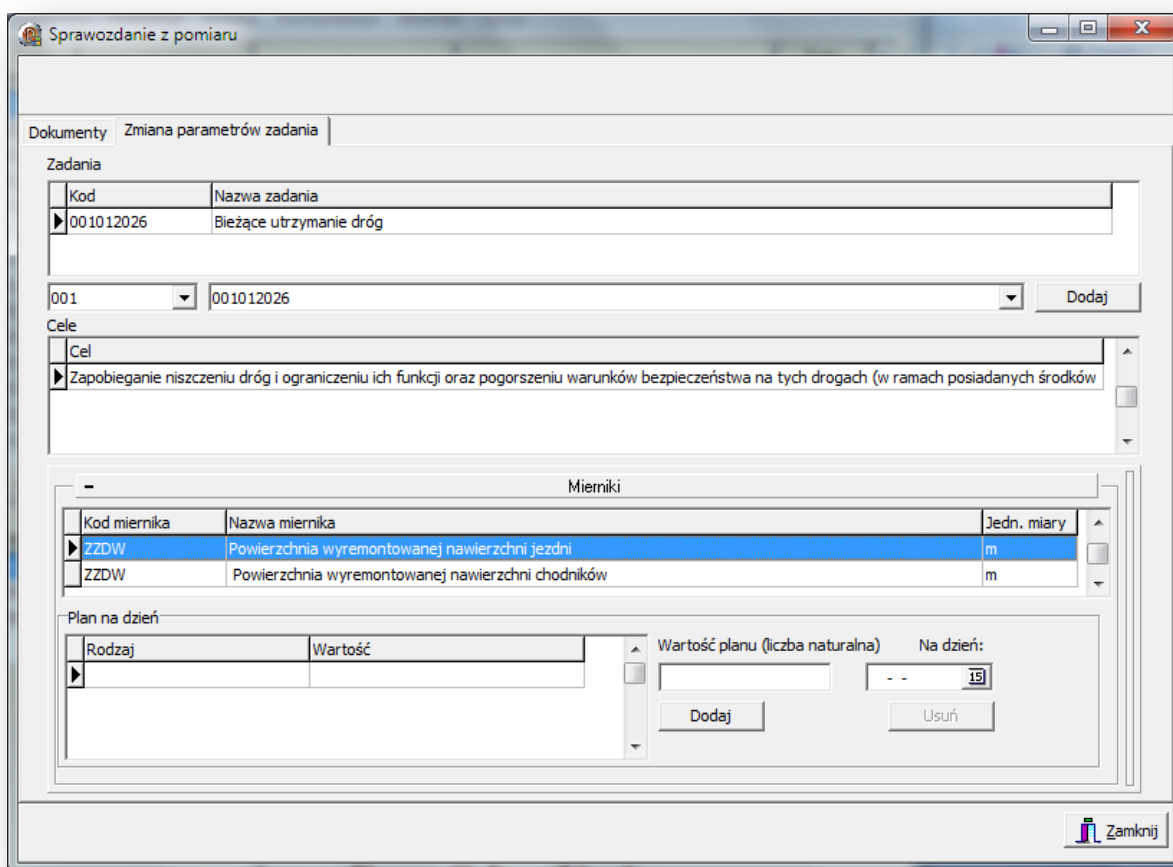 Sprawozdanie z pomiaru
Dokumenty Zmiana parametrów zadania
Zadania
Kod Nazwa zadania
001012026 Bieżące utrzymanie dróg
001 001012026 Dodaj
Cele
Cel
Zapobieganie niszczeniu dróg i ograniczeniu ich funkcji oraz pogorszeniu warunków bezpieczeństwa na tych drogach (w ramach posiadanych środków
- Mierniki
Kod miernika Nazwa miernika Jedn. miary
ZZDW Powierzchnia wyremontowanej nawierzchni jezdni m
ZZDW Powierzchnia wyremontowanej nawierzchni chodników m
Plan na dzień
Rodzaj Wartość Wartość planu (liczba naturalna) Na dzień:
- - 15
Dodaj Usuń
Zamknij